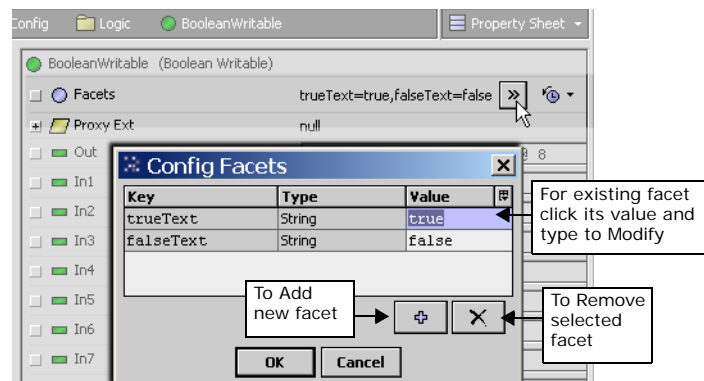 Config Logic BooleanWritable Property Sheet
BooleanWritable (Boolean Writable)
Facets trueText=true,falseText=false
Proxy Ext null
Out 8
In1
In2
In3
In4
In5
In6
In7
Config Facets
Key Type Value
trueText String true
falseText String false
For existing facet
click its value and
type to Modify
To Add
new facet
To Remove
selected
facet
OK Cancel